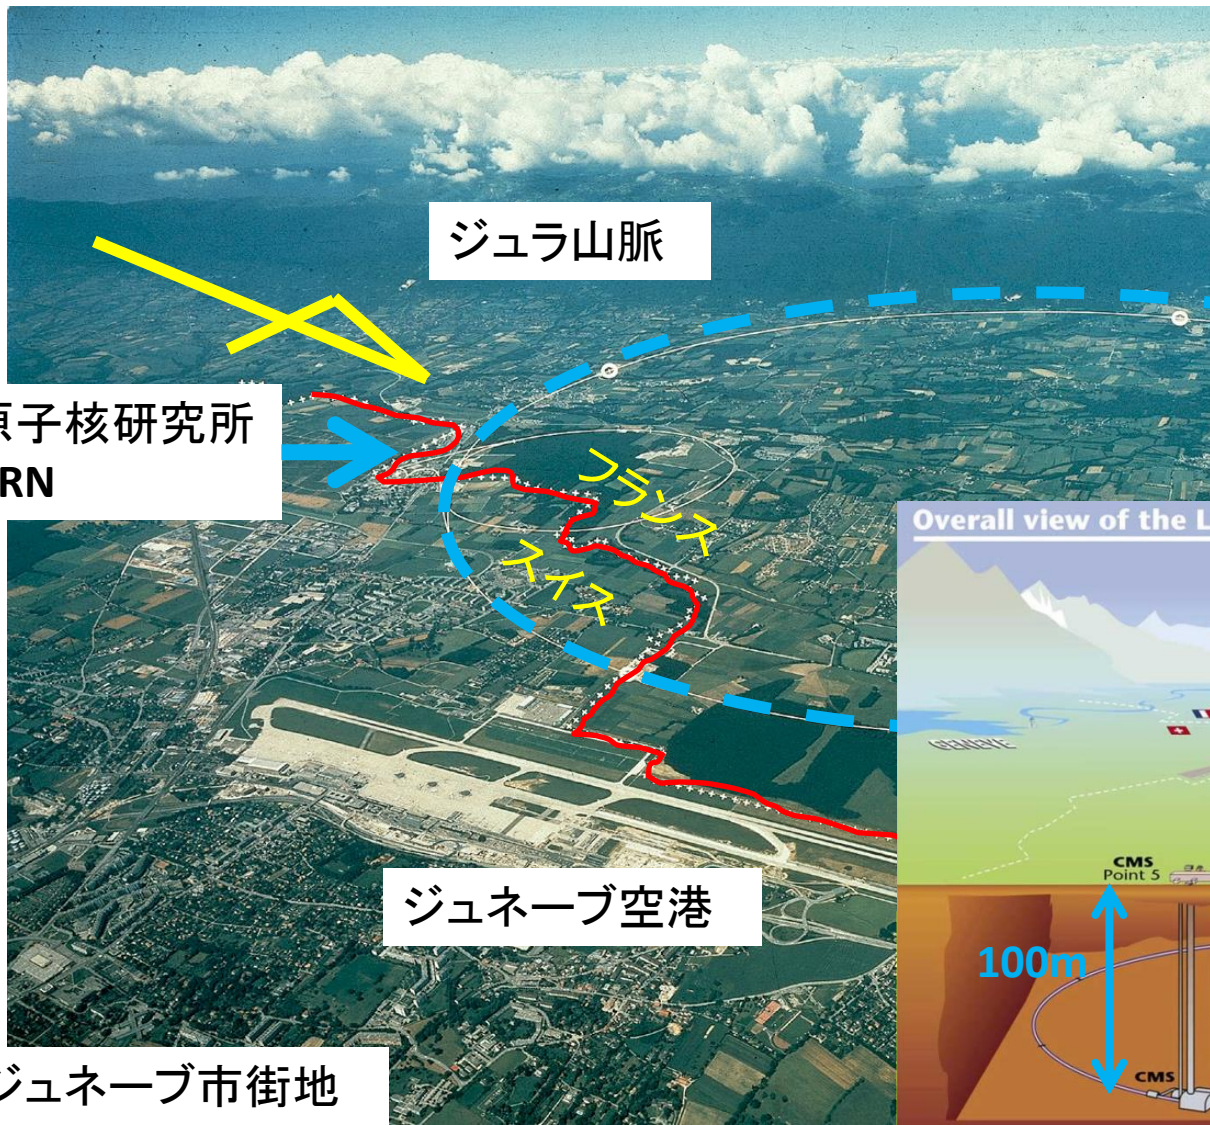 ジュラ山脈
原子核研究所
RN
フランス
スイス
Overall view of the L
GENEVE
CMS
Point 5
ジュネーブ空港
100m
CMS
ジュネーブ市街地